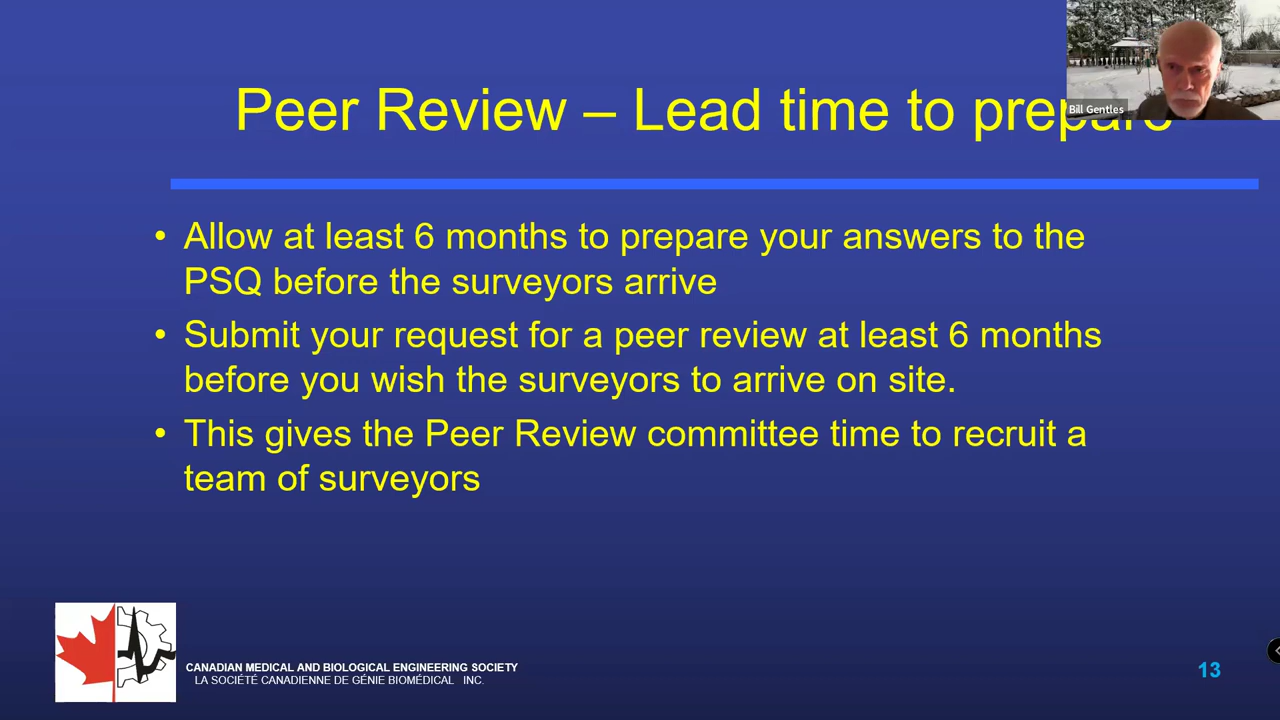 Peer Review – Lead time to prepare
Bill Gentles
• Allow at least 6 months to prepare your answers to the
PSQ before the surveyors arrive
• Submit your request for a peer review at least 6 months
before you wish the surveyors to arrive on site.
• This gives the Peer Review committee time to recruit a
team of surveyors
CANADIAN MEDICAL AND BIOLOGICAL ENGINEERING SOCIETY
LA SOCIÉTÉ CANADIENNE DE GÉNIE BIOMÉDICAL INC.
13